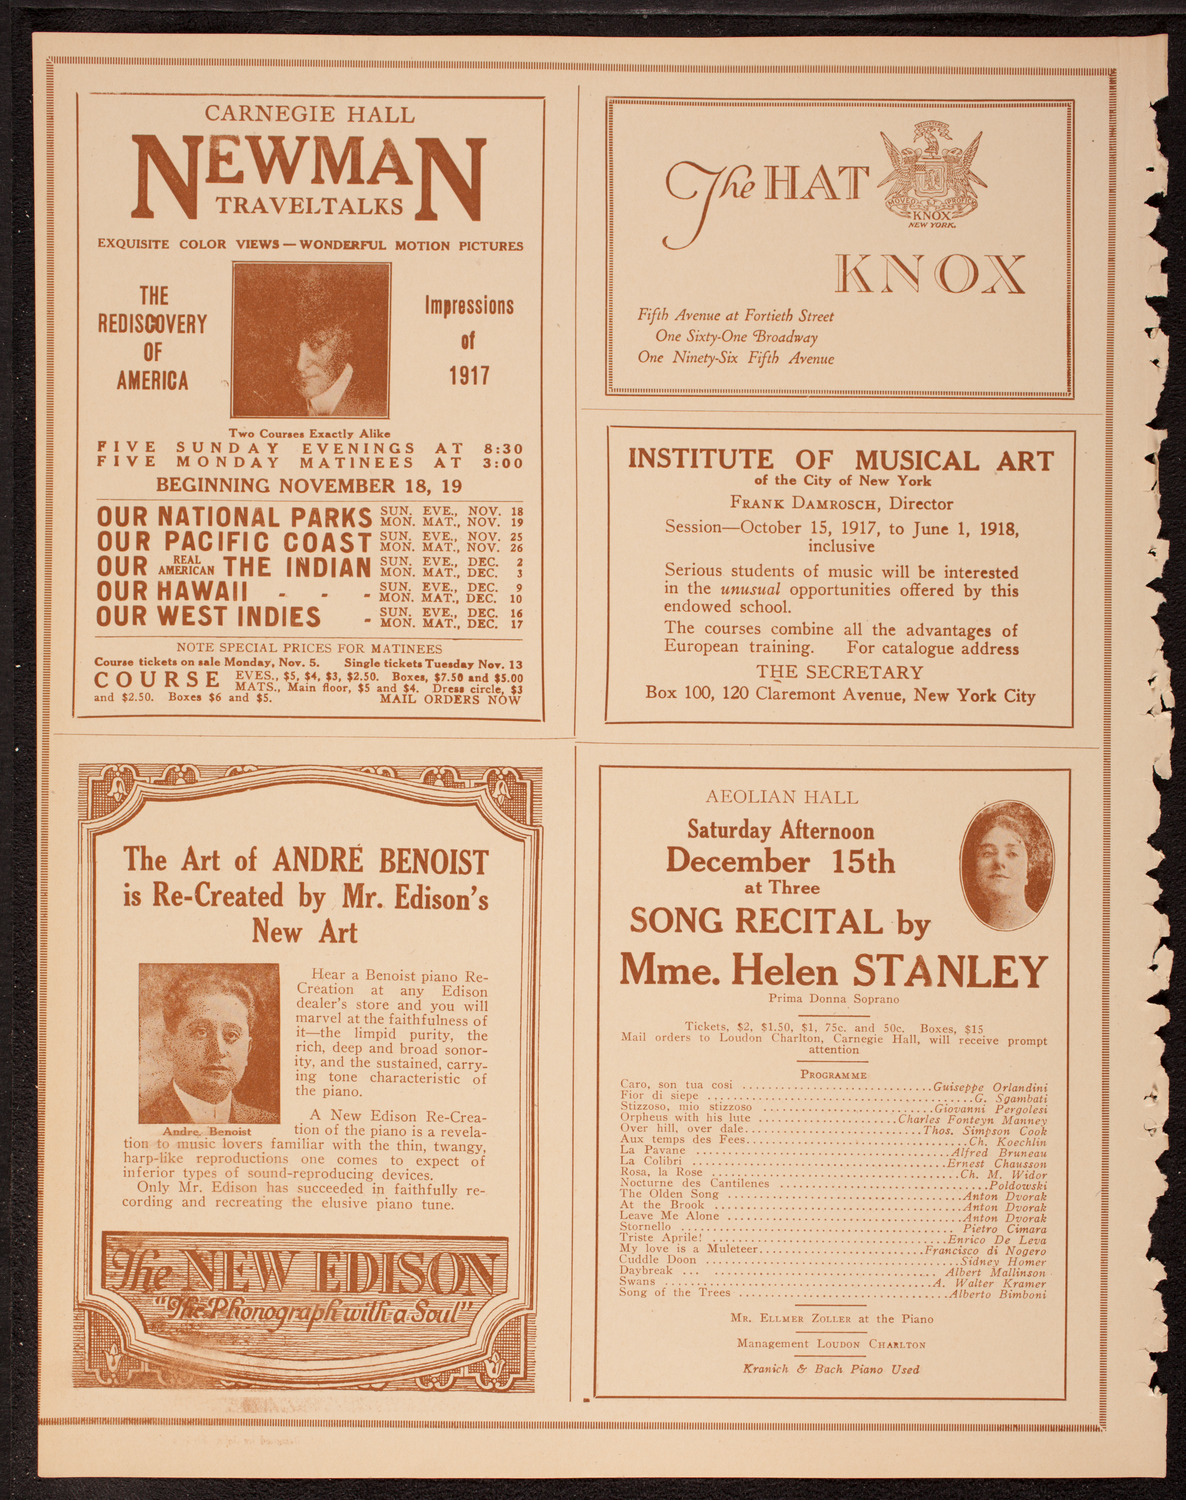 CARNEGIE HALL
NEWMAN
TRAVELTALKS
EXQUISITE COLOR VIEWS — WONDERFUL MOTION PICTURES
THE
REDISCOVERY
OF
AMERICA
Impressions
of
1917
Two Courses Exactly Alike
FIVE SUNDAY EVENINGS AT 8:30
FIVE MONDAY MATINEES AT 3:00
BEGINNING NOVEMBER 18, 19
OUR NATIONAL PARKS SUN. EVE., NOV. 18
MON. MAT., NOV. 19
OUR PACIFIC COAST SUN. EVE., NOV. 25
MON. MAT., NOV. 26
OUR REAL AMERICAN THE INDIAN SUN. EVE., DEC. 2
MON. MAT., DEC. 3
OUR HAWAII - - - SUN. EVE., DEC. 9
MON. MAT., DEC. 10
OUR WEST INDIES - SUN. EVE., DEC. 16
MON. MAT., DEC. 17
NOTE SPECIAL PRICES FOR MATINEES
Course tickets on sale Monday, Nov. 5. Single tickets Tuesday Nov. 13
COURSE EVES., $5, $4, $3, $2.50. Boxes, $7.50 and $5.00
MATS., Main floor, $5 and $4. Dress circle, $3
and $2.50. Boxes $6 and $5. MAIL ORDERS NOW
The HAT
KNOX
NEW YORK.
KNOX
Fifth Avenue at Fortieth Street
One Sixty-One Broadway
One Ninety-Six Fifth Avenue
INSTITUTE OF MUSICAL ART
of the City of New York
FRANK DAMROSCH, Director
Session—October 15, 1917, to June 1, 1918,
inclusive
Serious students of music will be interested
in the unusual opportunities offered by this
endowed school.
The courses combine all the advantages of
European training. For catalogue address
THE SECRETARY
Box 100, 120 Claremont Avenue, New York City
The Art of ANDRÉ BENOIST
is Re-Created by Mr. Edison's
New Art
Hear a Benoist piano Re-
Creation at any Edison
dealer's store and you will
marvel at the faithfulness of
it—the limpid purity, the
rich, deep and broad sonor-
ity, and the sustained, carry-
ing tone characteristic of
the piano.
A New Edison Re-Crea-
Andre Benoist
tion of the piano is a revela-
tion to music lovers familiar with the thin, twangy,
harp-like reproductions one comes to expect of
inferior types of sound-reproducing devices.
Only Mr. Edison has succeeded in faithfully re-
cording and recreating the elusive piano tune.
The NEW EDISON
"The Phonograph with a Soul"
AEOLIAN HALL
Saturday Afternoon
December 15th
at Three
SONG RECITAL by
Mme. Helen STANLEY
Prima Donna Soprano
Tickets, $2, $1.50, $1, 75c. and 50c. Boxes, $15
Mail orders to Loudon Charlton, Carnegie Hall, will receive prompt
attention
PROGRAMME
Caro, son tua cosi ........ Guiseppe Orlandini
Fior di siepe ........ G. Sgambati
Stizzoso, mio stizzoso ........ Giovanni Pergolesi
Orpheus with his lute ........ Charles Fonteyn Manney
Over hill, over dale ........ Thos. Simpson Cook
Aux temps des Fees ........ Ch. Koechlin
La Pavane ........ Alfred Bruneau
La Colibri ........ Ernest Chausson
Rosa, la Rose ........ Ch. M. Widor
Nocturne des Cantilenes ........ Poldowski
The Olden Song ........ Anton Dvorak
At the Brook ........ Anton Dvorak
Leave Me Alone ........ Anton Dvorak
Stornello ........ Pietro Cimara
Triste Aprile! ........ Enrico De Leva
My love is a Muleteer ........ Francisco di Nogero
Cuddle Doon ........ Sidney Homer
Daybreak ........ Albert Mallinson
Swans ........ A. Walter Kramer
Song of the Trees ........ Alberto Bimboni
MR. ELLMER ZOLLER at the Piano
Management LOUDON CHARLTON
Kranich & Bach Piano Used